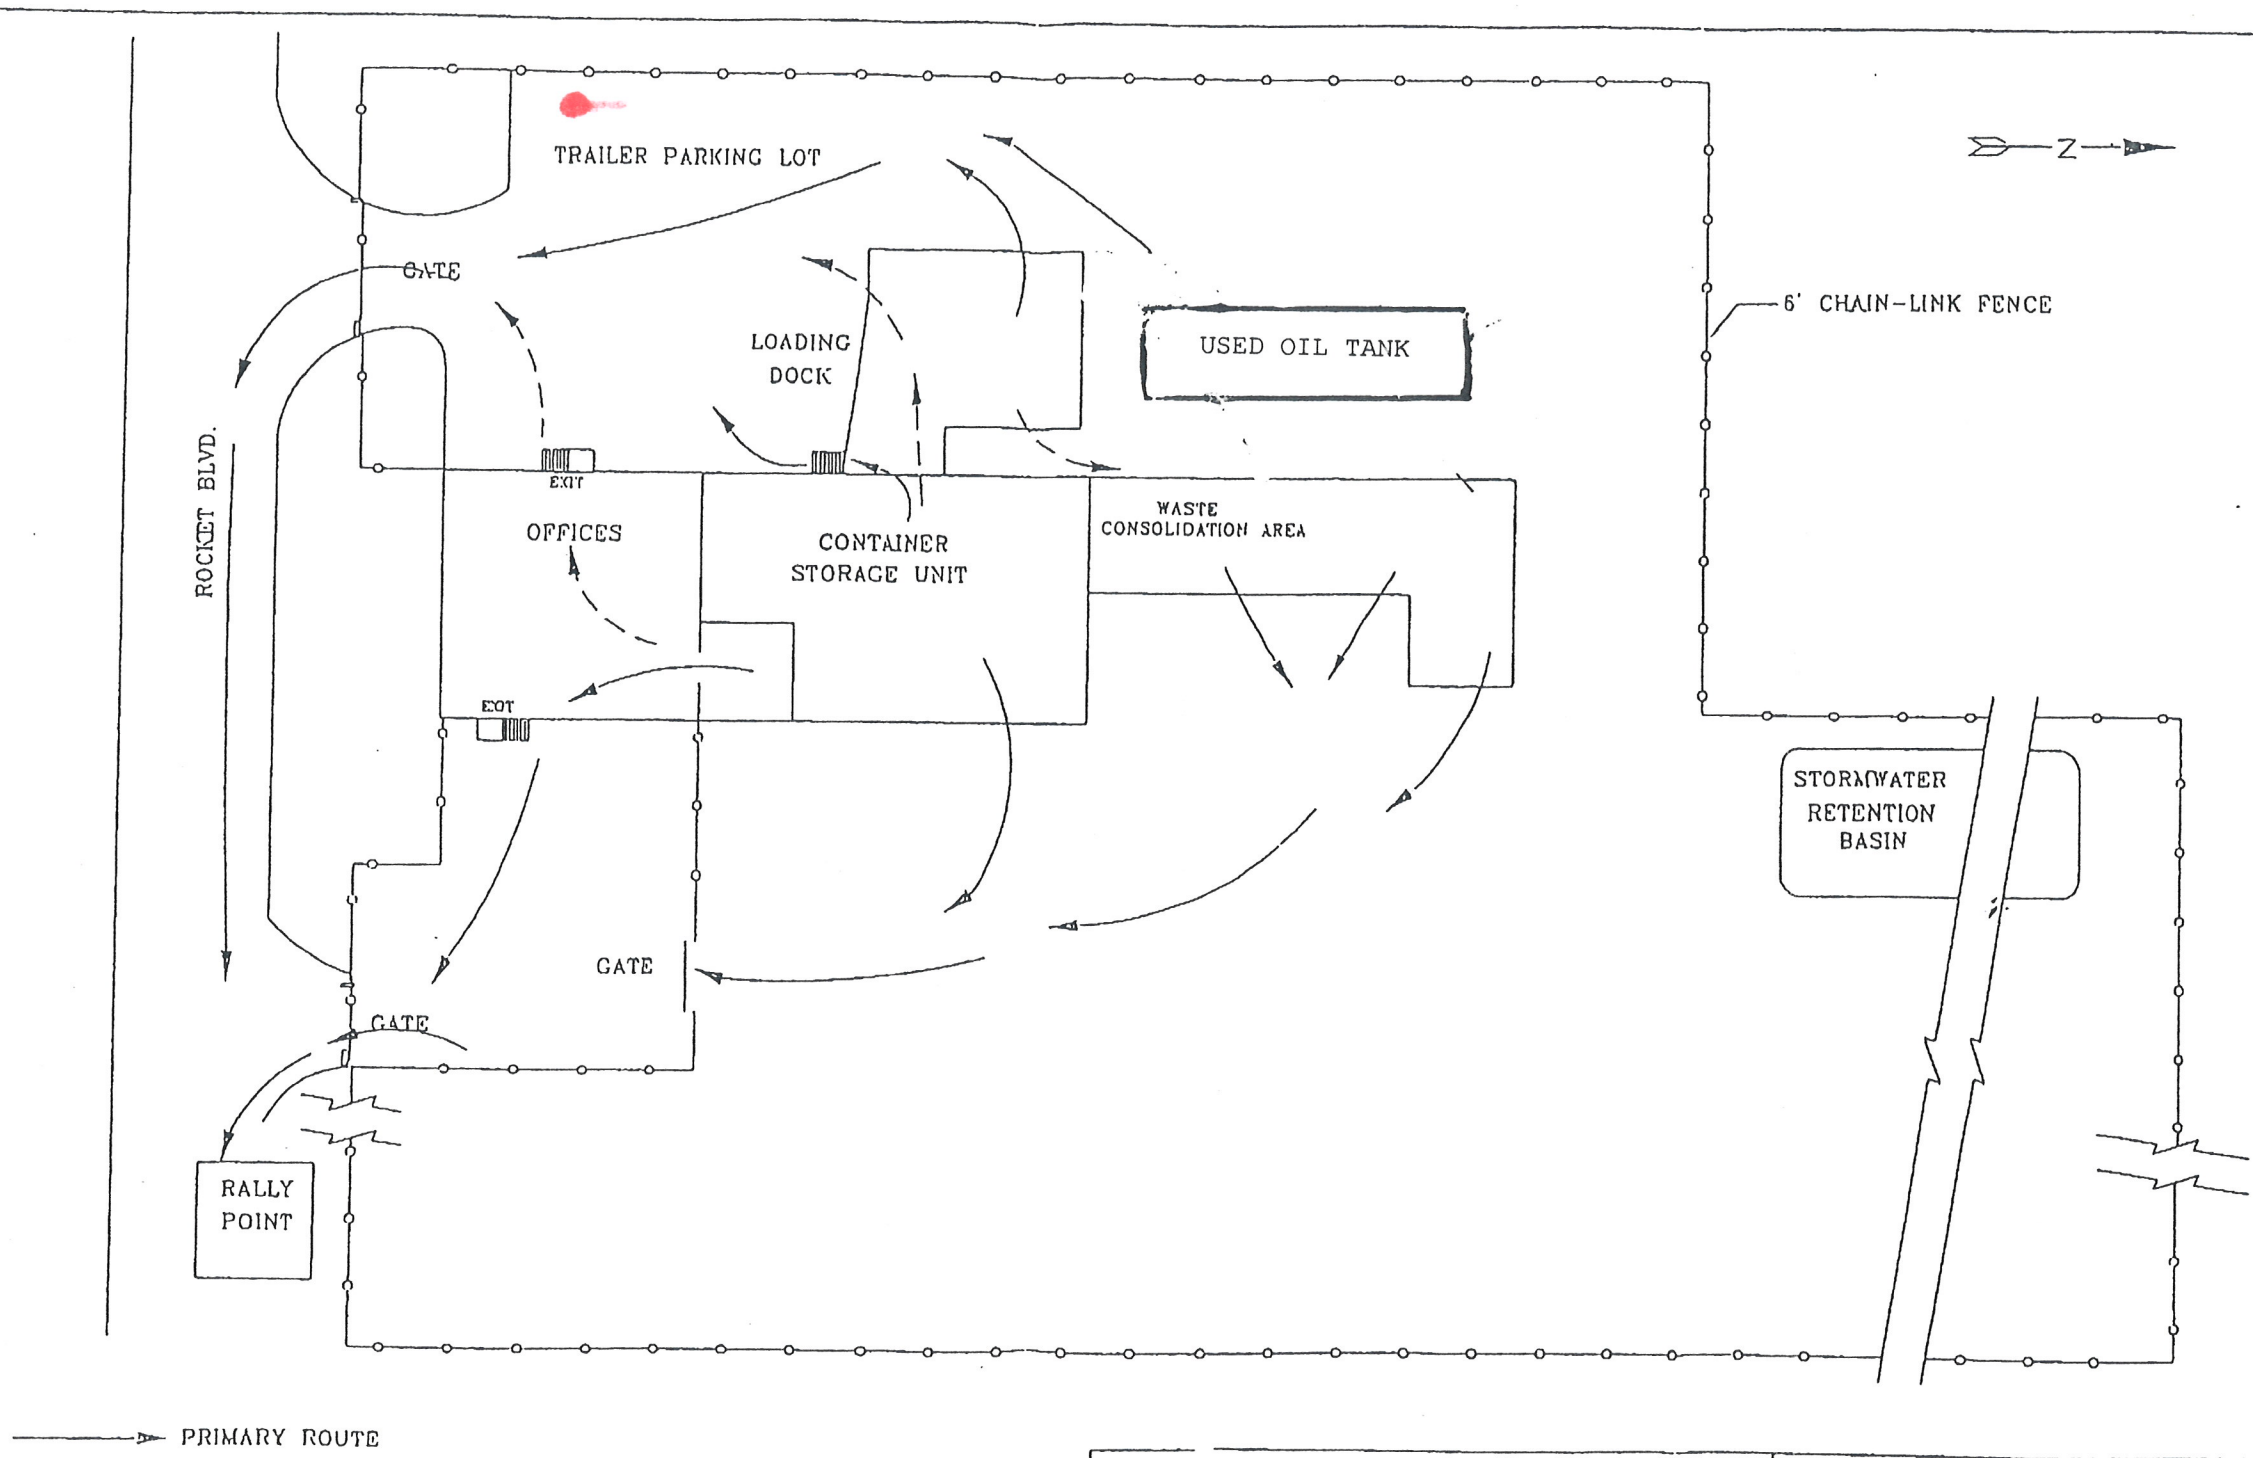 TRAILER PARKING LOT
Z
GATE
6' CHAIN-LINK FENCE
LOADING
DOCK
USED OIL TANK
ROCKET BLVD.
EXIT
OFFICES
WASTE
CONSOLIDATION AREA
CONTAINER
STORAGE UNIT
EXIT
STORMWATER
RETENTION
BASIN
GATE
GATE
RALLY
POINT
PRIMARY ROUTE